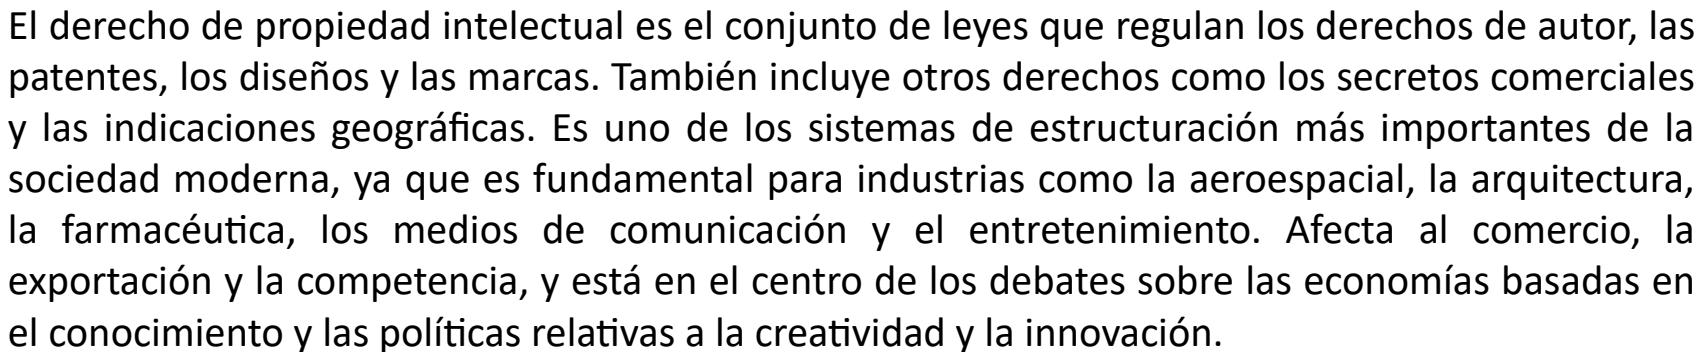 El derecho de propiedad intelectual es el conjunto de leyes que regulan los derechos de autor, las
patentes, los diseños y las marcas. También incluye otros derechos como los secretos comerciales
y las indicaciones geográficas. Es uno de los sistemas de estructuración más importantes de la
sociedad moderna, ya que es fundamental para industrias como la aeroespacial, la arquitectura,
la farmacéutica, los medios de comunicación y el entretenimiento. Afecta al comercio, la
exportación y la competencia, y está en el centro de los debates sobre las economías basadas en
el conocimiento y las políticas relativas a la creatividad y la innovación.